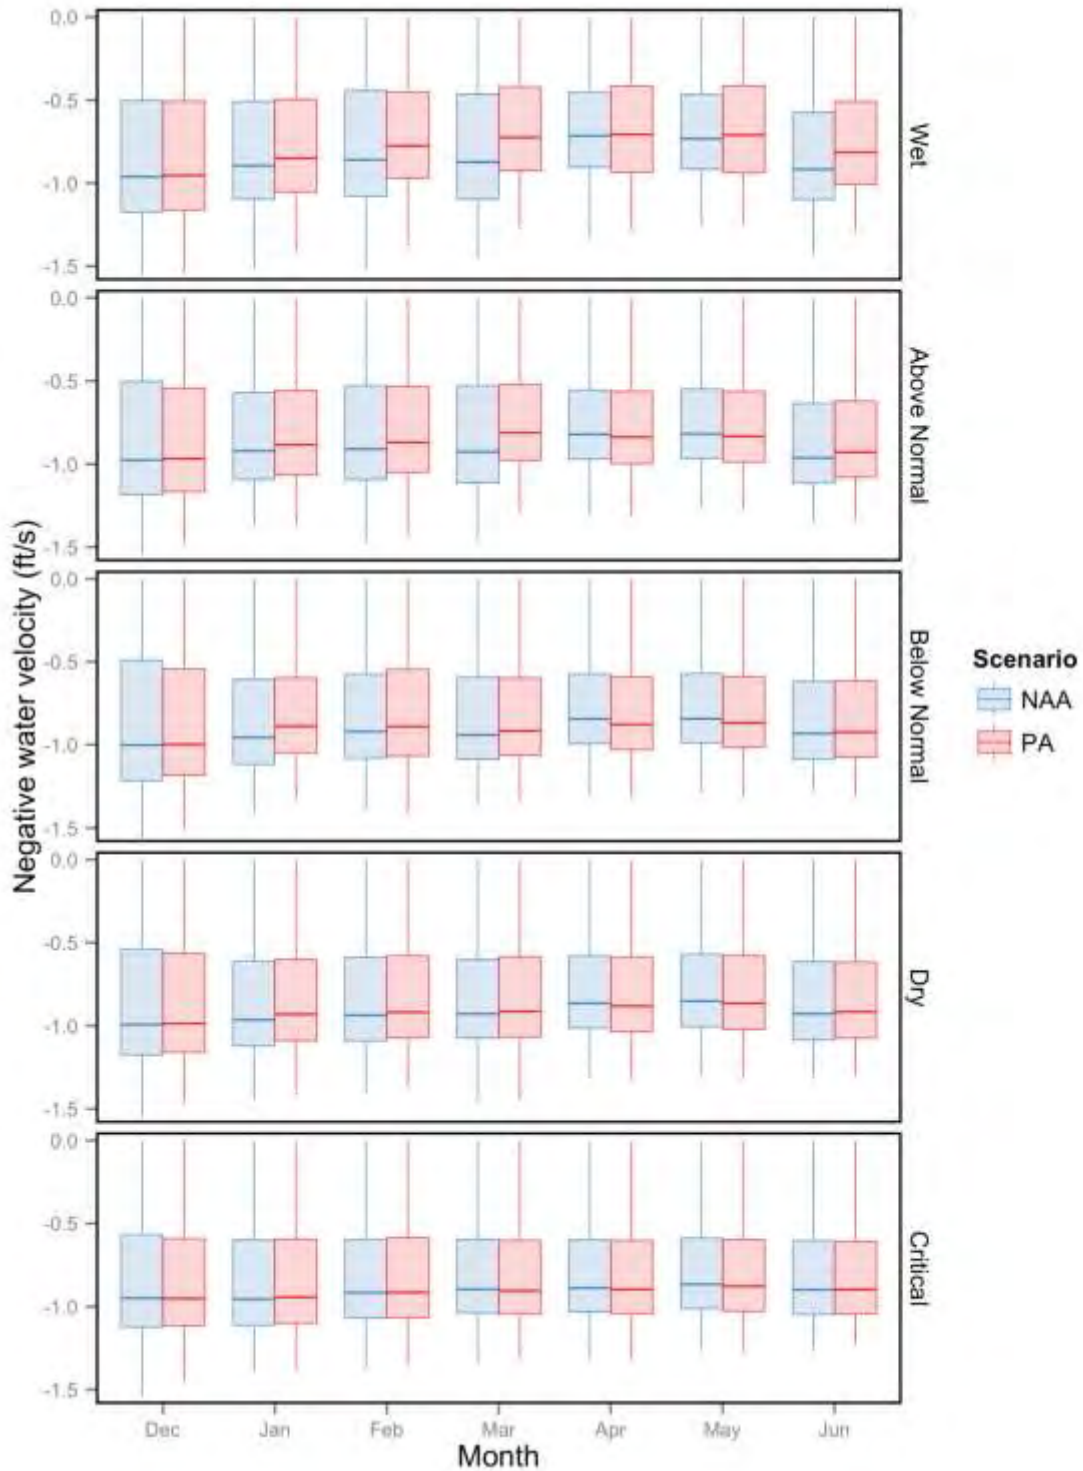 Negative water velocity (ft/s)
0.0
-0.5
-1.0
-1.5
Wet
0.0
-0.5
-1.0
-1.5
Above Normal
0.0
-0.5
-1.0
-1.5
Below Normal
0.0
-0.5
-1.0
-1.5
Dry
0.0
-0.5
-1.0
-1.5
Critical
Dec Jan Feb Mar Apr May Jun
Month
Scenario
NAA
PA